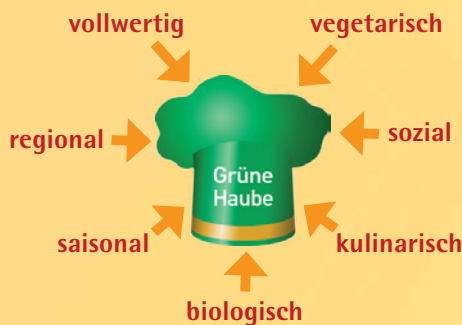 vollwertig
vegetarisch
regional
sozial
Grüne
Haube
saisonal
kulinarisch
biologisch